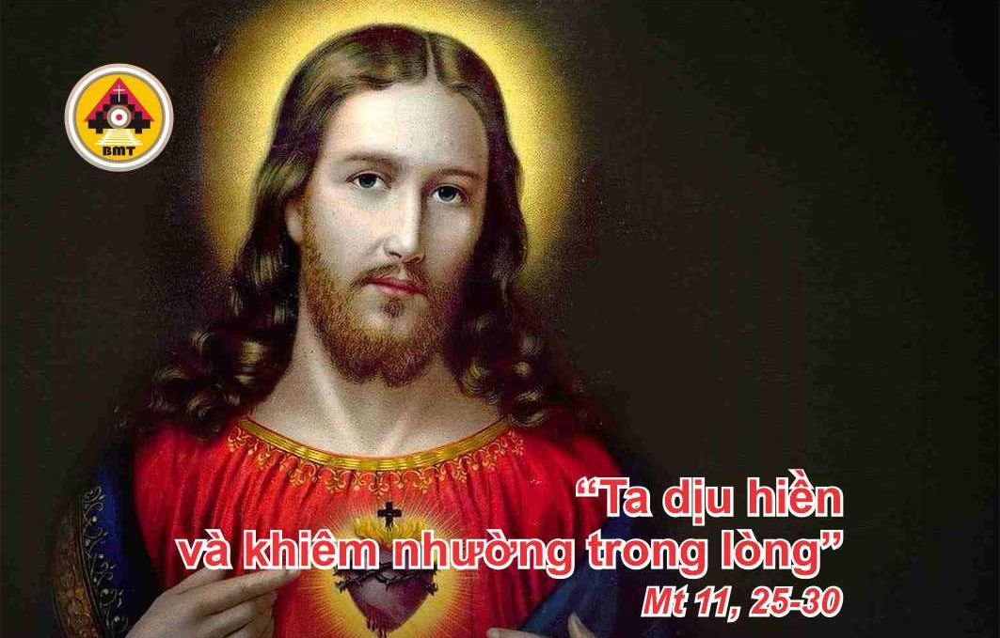 BMT
“Ta dịu hiền
và khiêm nhường trong lòng”
Mt 11, 25-30